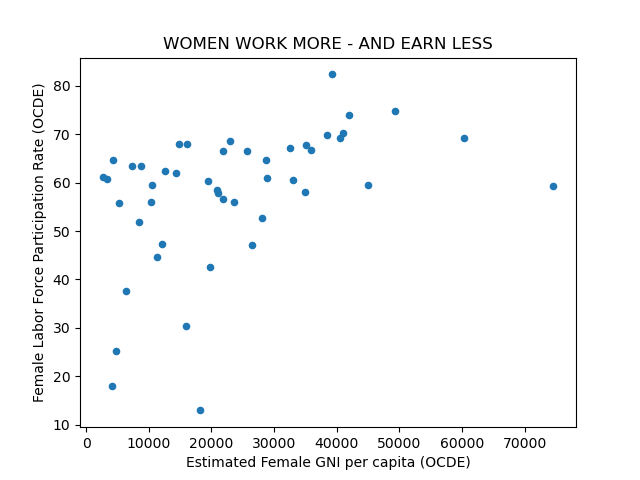 WOMEN WORK MORE - AND EARN LESS
Female Labor Force Participation Rate (OCDE)
80
70
60
50
40
30
20
10
0 10000 20000 30000 40000 50000 60000 70000
Estimated Female GNI per capita (OCDE)